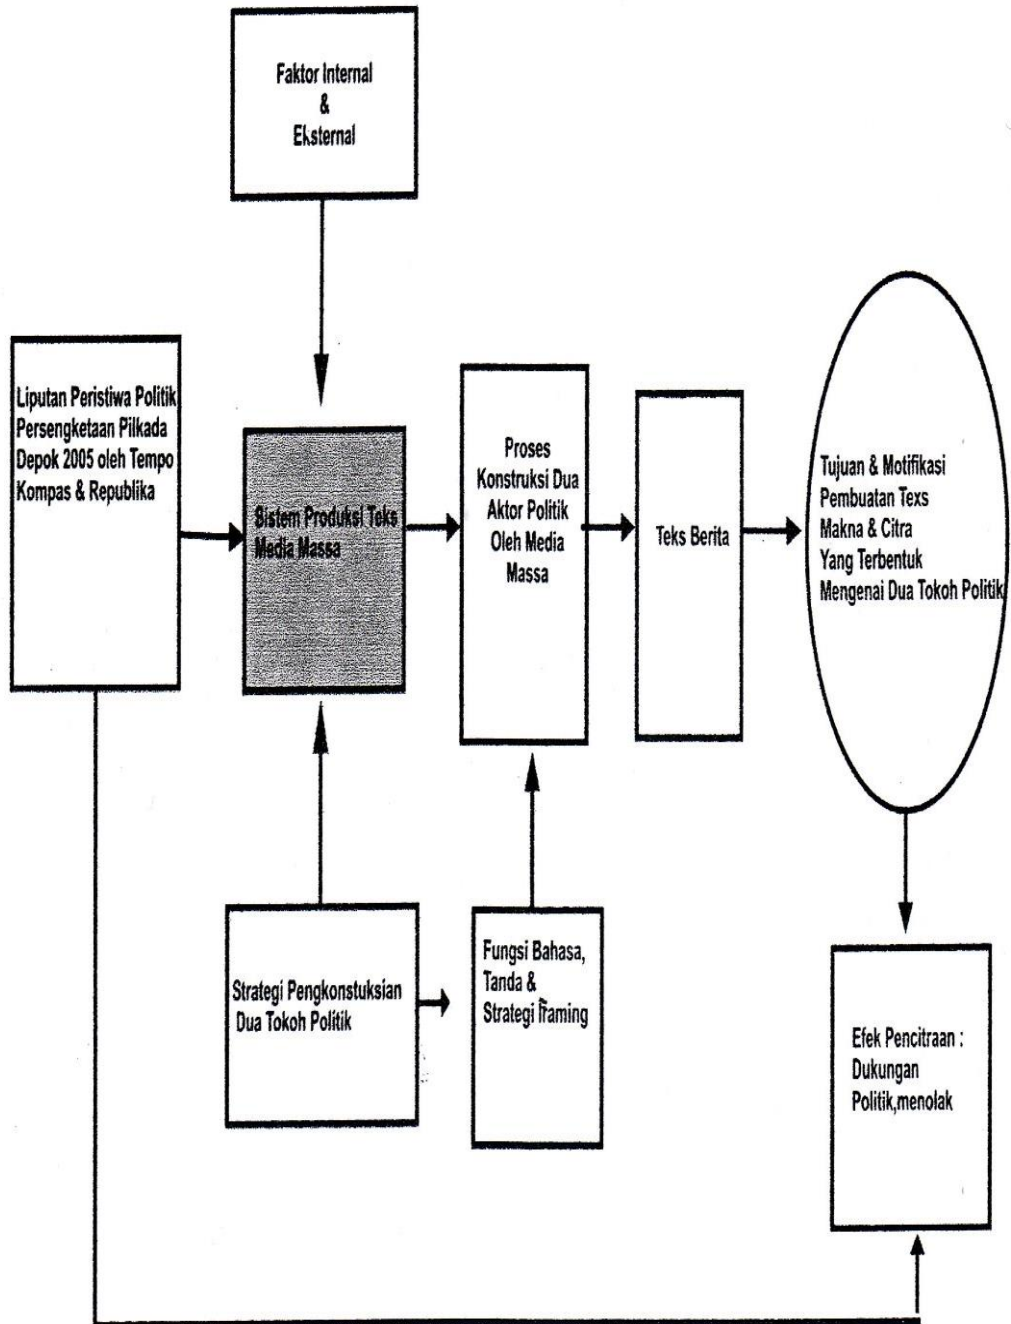 Faktor Internal
&
Eksternal
Liputan Peristiwa Politik
Persengketaan Pilkada
Depok 2005 oleh Tempo
Kompas & Republika
Sistem Produksi Teks
Media Massa
Proses
Konstruksi Dua
Aktor Politik
Oleh Media
Massa
Teks Berita
Tujuan & Motifikasi
Pembuatan Texs
Makna & Citra
Yang Terbentuk
Mengenai Dua Tokoh Politik
Strategi Pengkonstuksian
Dua Tokoh Politik
Fungsi Bahasa,
Tanda &
Strategi Framing
Efek Pencitraan :
Dukungan
Politik,menolak